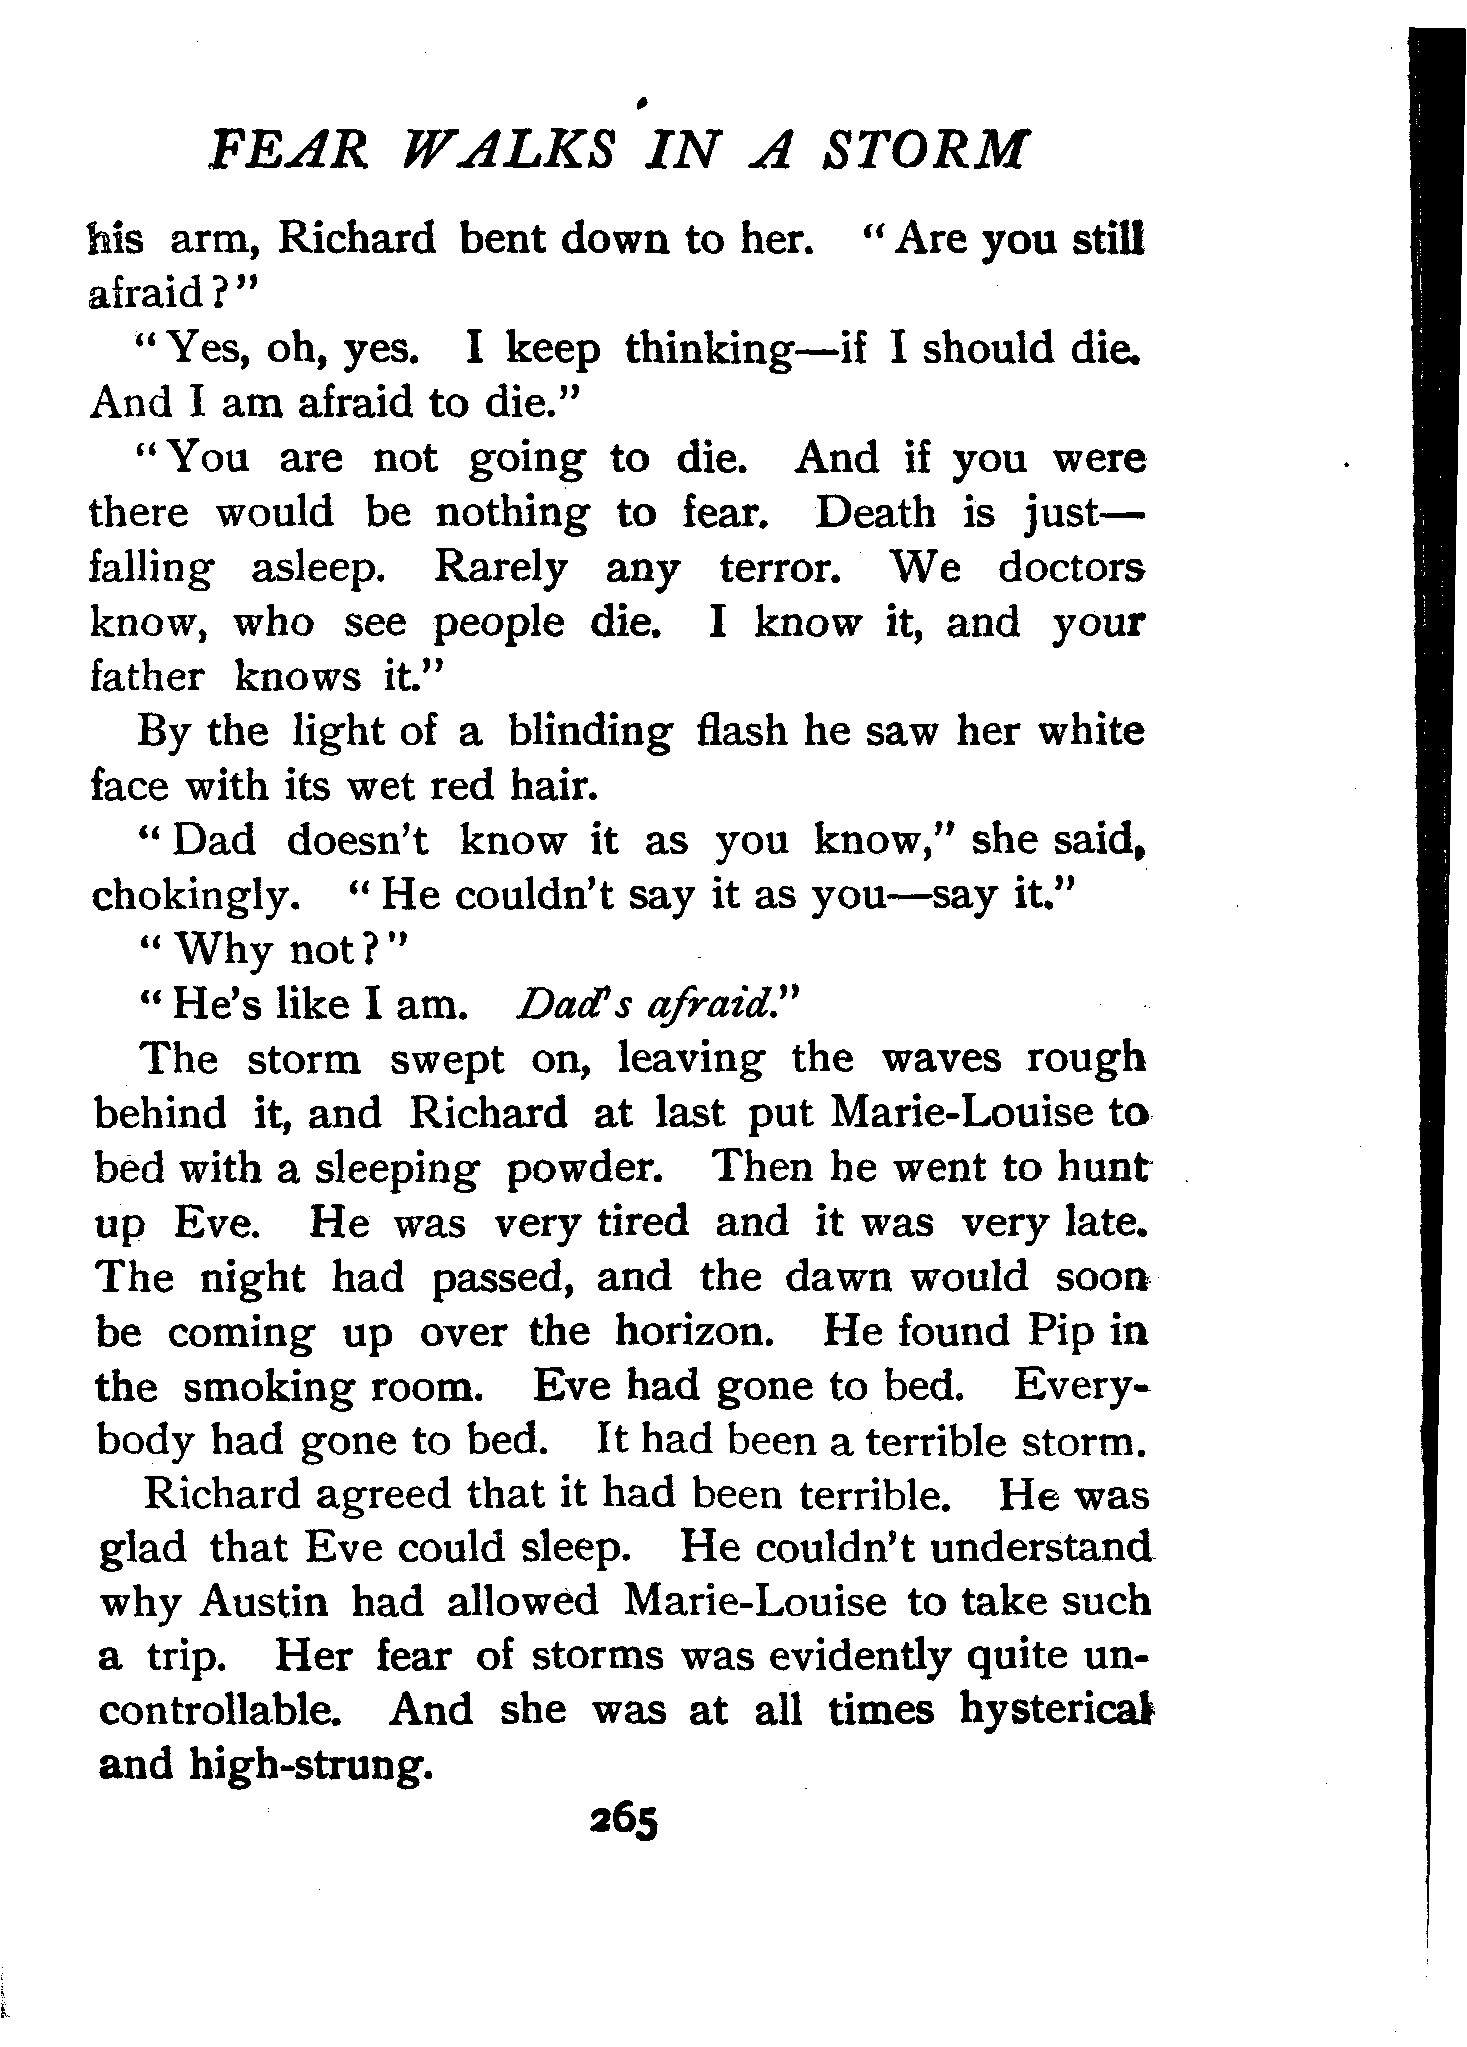 FEAR WALKS IN A STORM
his arm, Richard bent down to her. "Are you still
afraid?"
"Yes, oh, yes. I keep thinking—if I should die.
And I am afraid to die."
"You are not going to die. And if you were
there would be nothing to fear. Death is just—
falling asleep. Rarely any terror. We doctors
know, who see people die. I know it, and your
father knows it."
By the light of a blinding flash he saw her white
face with its wet red hair.
"Dad doesn't know it as you know," she said,
chokingly. "He couldn't say it as you—say it."
"Why not?"
"He's like I am. Dad's afraid."
The storm swept on, leaving the waves rough
behind it, and Richard at last put Marie-Louise to
bed with a sleeping powder. Then he went to hunt
up Eve. He was very tired and it was very late.
The night had passed, and the dawn would soon
be coming up over the horizon. He found Pip in
the smoking room. Eve had gone to bed. Every-
body had gone to bed. It had been a terrible storm.
Richard agreed that it had been terrible. He was
glad that Eve could sleep. He couldn't understand
why Austin had allowed Marie-Louise to take such
a trip. Her fear of storms was evidently quite un-
controllable. And she was at all times hysterical
and high-strung.
265